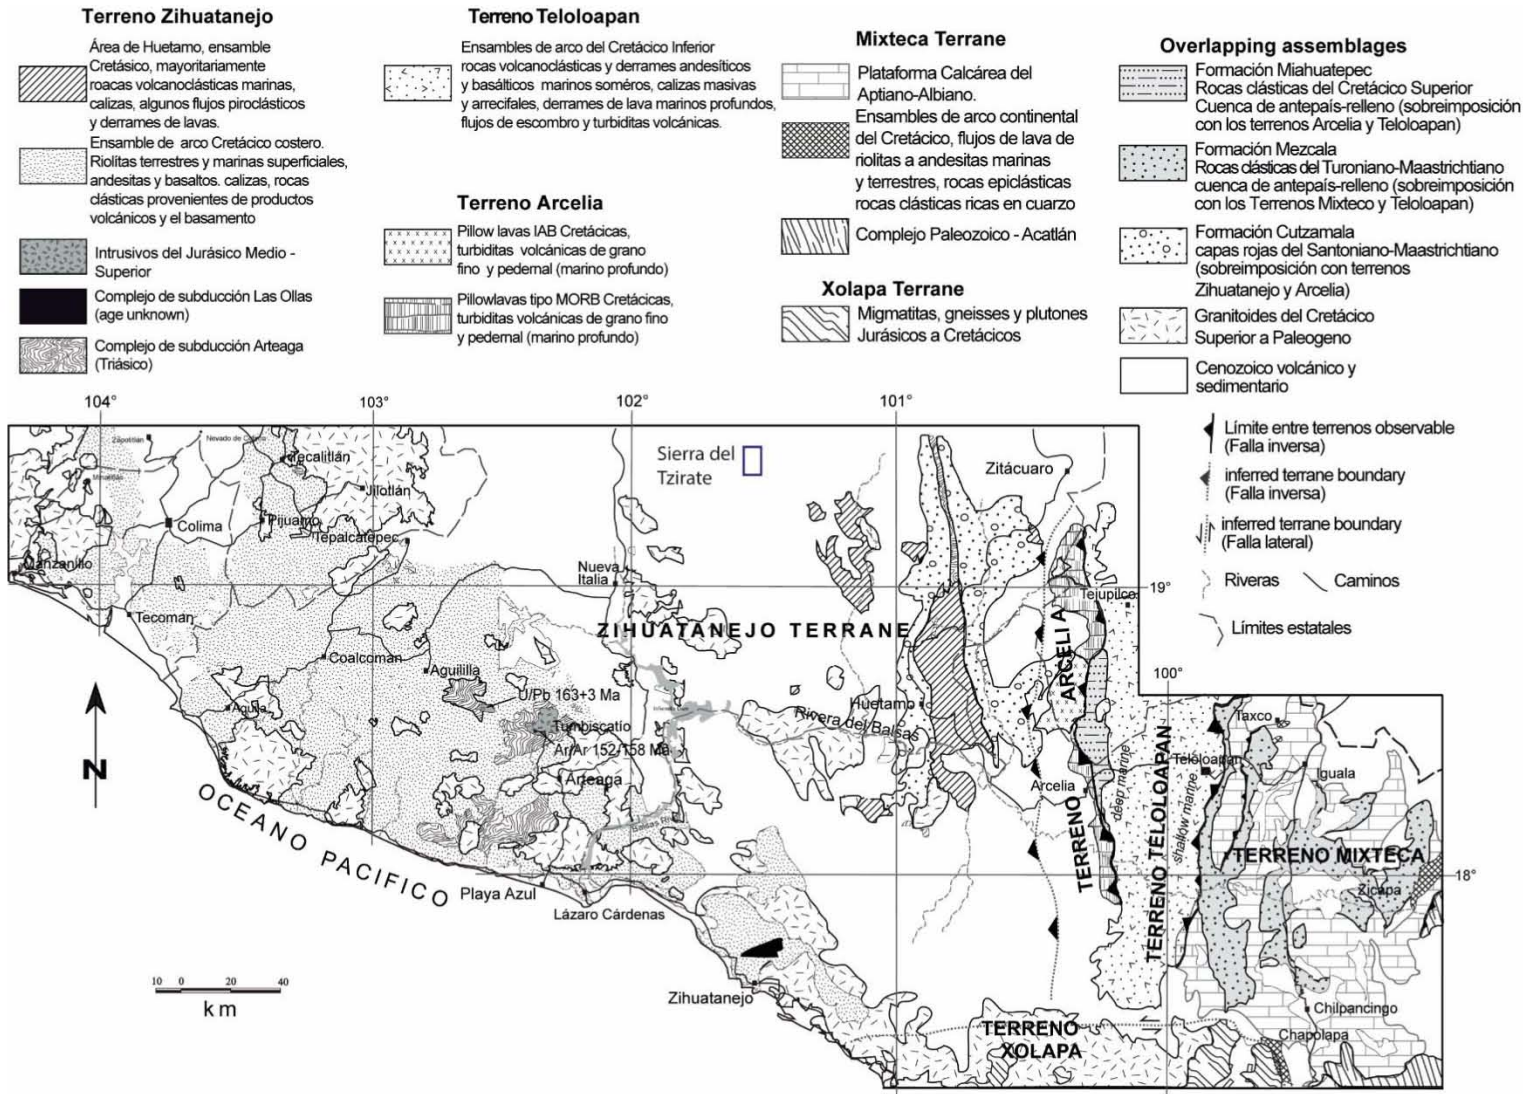 Terreno Zihuatanejo
Área de Huetamo, ensamble
Cretásico, mayoritariamente
roacas volcanoclásticas marinas,
calizas, algunos flujos piroclásticos
y derrames de lavas.
Ensamble de arco Cretácico costero.
Riolítas terrestres y marinas superficiales,
andesitas y basaltos. calizas, rocas
clásticas provenientes de productos
volcánicos y el basamento
Intrusivos del Jurásico Medio -
Superior
Complejo de subducción Las Ollas
(age unknown)
Complejo de subducción Arteaga
(Triásico)
Terreno Teloloapan
Ensambles de arco del Cretácico Inferior
rocas volcanoclásticas y derrames andesíticos
y basálticos marinos soméros, calizas masivas
y arrecifales, derrames de lava marinos profundos,
flujos de escombro y turbiditas volcánicas.
Terreno Arcelia
Pillow lavas IAB Cretácicas,
turbiditas volcánicas de grano
fino y pedernal (marino profundo)
Pillowlavas tipo MORB Cretácicas,
turbiditas volcánicas de grano fino
y pedernal (marino profundo)
Mixteca Terrane
Plataforma Calcárea del
Aptiano-Albiano.
Ensambles de arco continental
del Cretácico, flujos de lava de
riolitas a andesitas marinas
y terrestres, rocas epiclásticas
rocas clásticas ricas en cuarzo
Complejo Paleozoico - Acatlán
Xolapa Terrane
Migmatitas, gneisses y plutones
Jurásicos a Cretácicos
Overlapping assemblages
Formación Miahuatepec
Rocas clásticas del Cretácico Superior
Cuenca de antepaís-relleno (sobreimposición
con los terrenos Arcelia y Teloloapan)
Formación Mezcala
Rocas clásticas del Turoniano-Maastrichtiano
cuenca de antepaís-relleno (sobreimposición
con los Terrenos Mixteco y Teloloapan)
Formación Cutzamala
capas rojas del Santoniano-Maastrichtiano
(sobreimposición con terrenos
Zihuatanejo y Arcelia)
Granitoides del Cretácico
Superior a Paleogeno
Cenozoico volcánico y
sedimentario
Límite entre terrenos observable
(Falla inversa)
inferred terrane boundary
(Falla inversa)
inferred terrane boundary
(Falla lateral)
Riveras
Caminos
Límites estatales
104°
103°
102°
101°
Zapotitlan
Nevado de Colima
Tecalitlán
Jilotlán
Minatitlán
Colima
Pijuamo
Tepalcatepec
Manzanillo
Tecoman
Sierra del
Tzirate
Zitácuaro
Nueva
Italia
19°
Tejupilco
ZIHUATANEJO TERRANE
Coalcoman
Aguililla
U/Pb 163+3 Ma
Aquila
Tumbiscatio
Ar/Ar 152-158 Ma
Arteaga
Infiernillo Dam
Huetamo
Rivera del Balsas
ARCELIA
100°
Taxco
Teloloapan
Iguala
Arcelia
deep marine
shallow marine
TERRENO
TERRENO TELOLOAPAN
TERRENO MIXTECA
Zicapa
18°
N
OCEANO PACIFICO
Balsas River
Playa Azul
Lázaro Cárdenas
10 0 20 40
km
Zihuatanejo
TERRENO
XOLAPA
Chilpancingo
Chapolapa